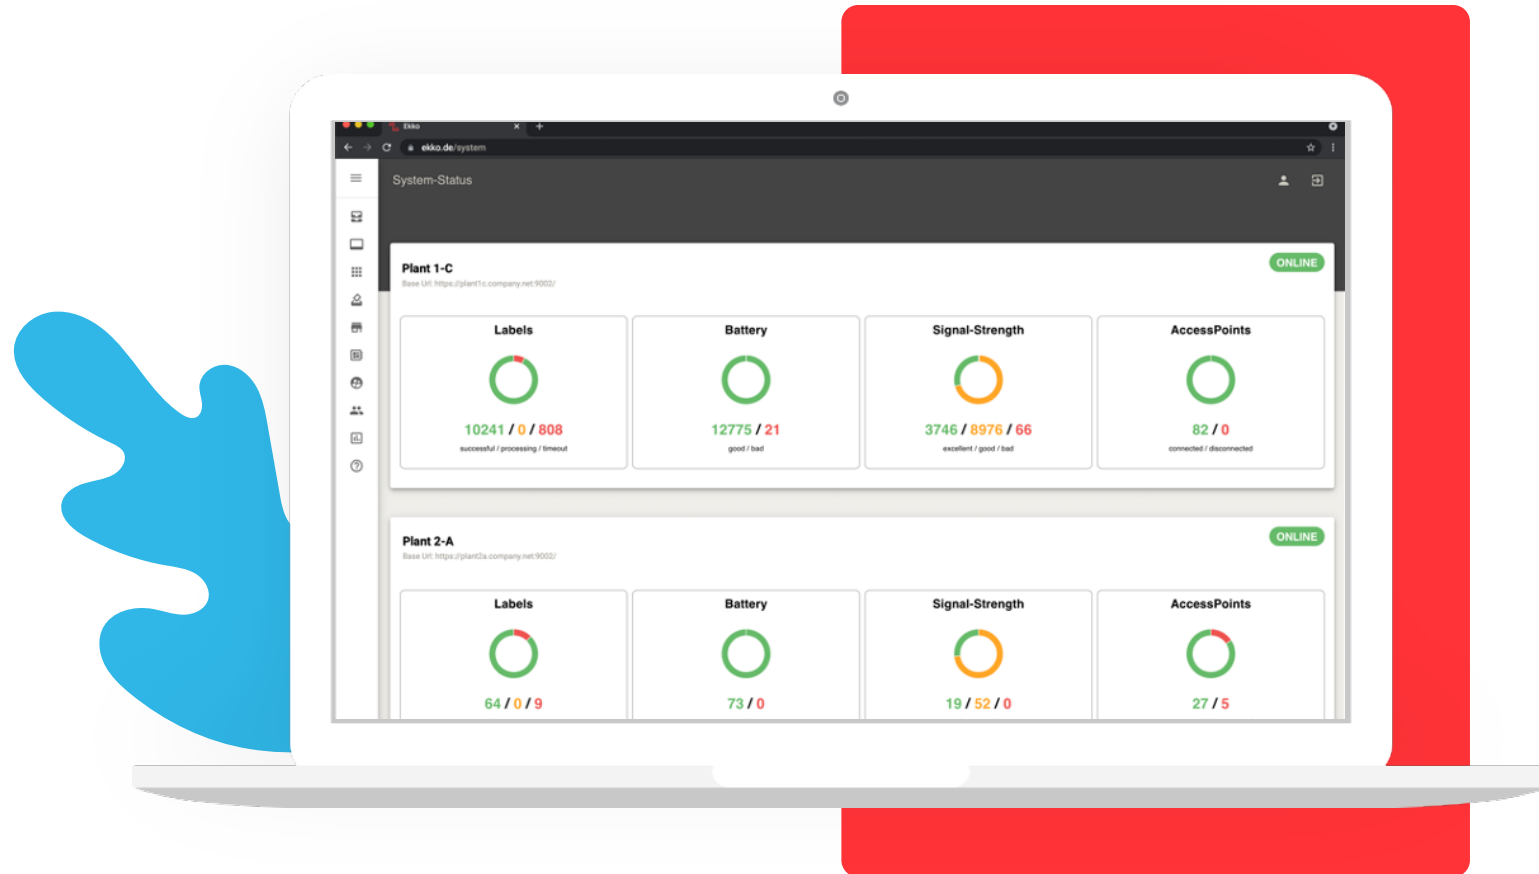 Ekko
ekko.de/system
System-Status
Plant 1-C
ONLINE
Base Url: https://plant1c.company.net:9002/
Labels
Battery
Signal-Strength
AccessPoints
10241 / 0 / 808
12775 / 21
3746 / 8976 / 66
82 / 0
successful / processing / timeout
good / bad
excellent / good / bad
connected / disconnected
Plant 2-A
ONLINE
Base Url: https://plant2a.company.net:9002/
Labels
Battery
Signal-Strength
AccessPoints
64 / 0 / 9
73 / 0
19 / 52 / 0
27 / 5